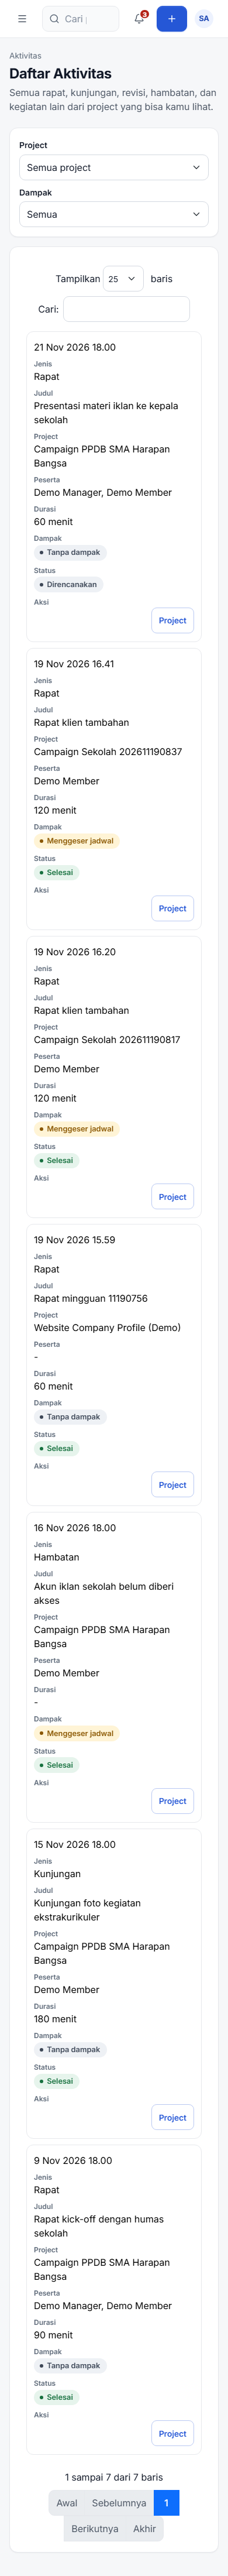 Cari
3
+
SA
Aktivitas
Daftar Aktivitas
Semua rapat, kunjungan, revisi, hambatan, dan
kegiatan lain dari project yang bisa kamu lihat.
Project
Semua project
Dampak
Semua
Tampilkan 25 baris
Cari:
21 Nov 2026 18.00
Jenis
Rapat
Judul
Presentasi materi iklan ke kepala
sekolah
Project
Campaign PPDB SMA Harapan
Bangsa
Peserta
Demo Manager, Demo Member
Durasi
60 menit
Dampak
Tanpa dampak
Status
Direncanakan
Aksi
Project
19 Nov 2026 16.41
Jenis
Rapat
Judul
Rapat klien tambahan
Project
Campaign Sekolah 202611190837
Peserta
Demo Member
Durasi
120 menit
Dampak
Menggeser jadwal
Status
Selesai
Aksi
Project
19 Nov 2026 16.20
Jenis
Rapat
Judul
Rapat klien tambahan
Project
Campaign Sekolah 202611190817
Peserta
Demo Member
Durasi
120 menit
Dampak
Menggeser jadwal
Status
Selesai
Aksi
Project
19 Nov 2026 15.59
Jenis
Rapat
Judul
Rapat mingguan 11190756
Project
Website Company Profile (Demo)
Peserta
-
Durasi
60 menit
Dampak
Tanpa dampak
Status
Selesai
Aksi
Project
16 Nov 2026 18.00
Jenis
Hambatan
Judul
Akun iklan sekolah belum diberi
akses
Project
Campaign PPDB SMA Harapan
Bangsa
Peserta
Demo Member
Durasi
-
Dampak
Menggeser jadwal
Status
Selesai
Aksi
Project
15 Nov 2026 18.00
Jenis
Kunjungan
Judul
Kunjungan foto kegiatan
ekstrakurikuler
Project
Campaign PPDB SMA Harapan
Bangsa
Peserta
Demo Member
Durasi
180 menit
Dampak
Tanpa dampak
Status
Selesai
Aksi
Project
9 Nov 2026 18.00
Jenis
Rapat
Judul
Rapat kick-off dengan humas
sekolah
Project
Campaign PPDB SMA Harapan
Bangsa
Peserta
Demo Manager, Demo Member
Durasi
90 menit
Dampak
Tanpa dampak
Status
Selesai
Aksi
Project
1 sampai 7 dari 7 baris
Awal Sebelumnya 1
Berikutnya Akhir